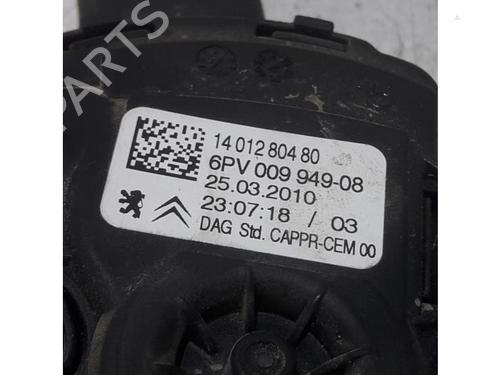 14 012 804 80
6PV 009 949-08
25.03.2010
23:07:18 / 03
DAG Std. CAPPR-CEM 00
PARTS